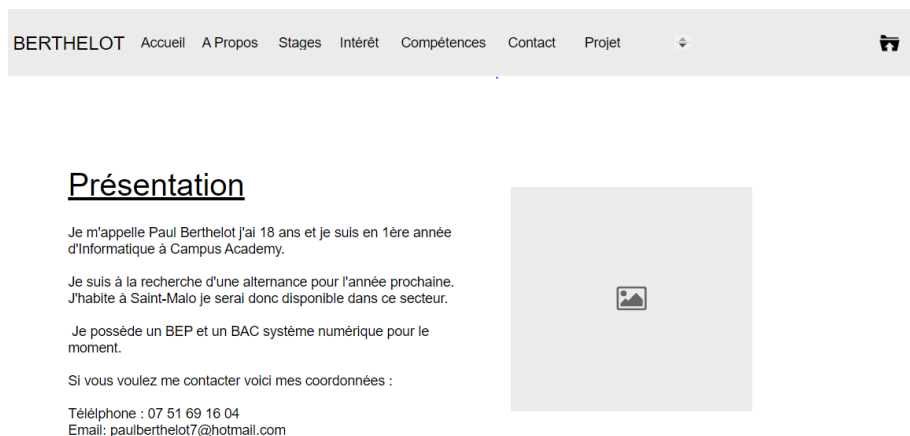 BERTHELOT Accueil A Propos Stages Intérêt Compétences Contact Projet
Présentation
Je m'appelle Paul Berthelot j'ai 18 ans et je suis en 1ère année
d'Informatique à Campus Academy.
Je suis à la recherche d'une alternance pour l'année prochaine.
J'habite à Saint-Malo je serai donc disponible dans ce secteur.
Je possède un BEP et un BAC système numérique pour le
moment.
Si vous voulez me contacter voici mes coordonnées :
Télélphone : 07 51 69 16 04
Email: paulberthelot7@hotmail.com